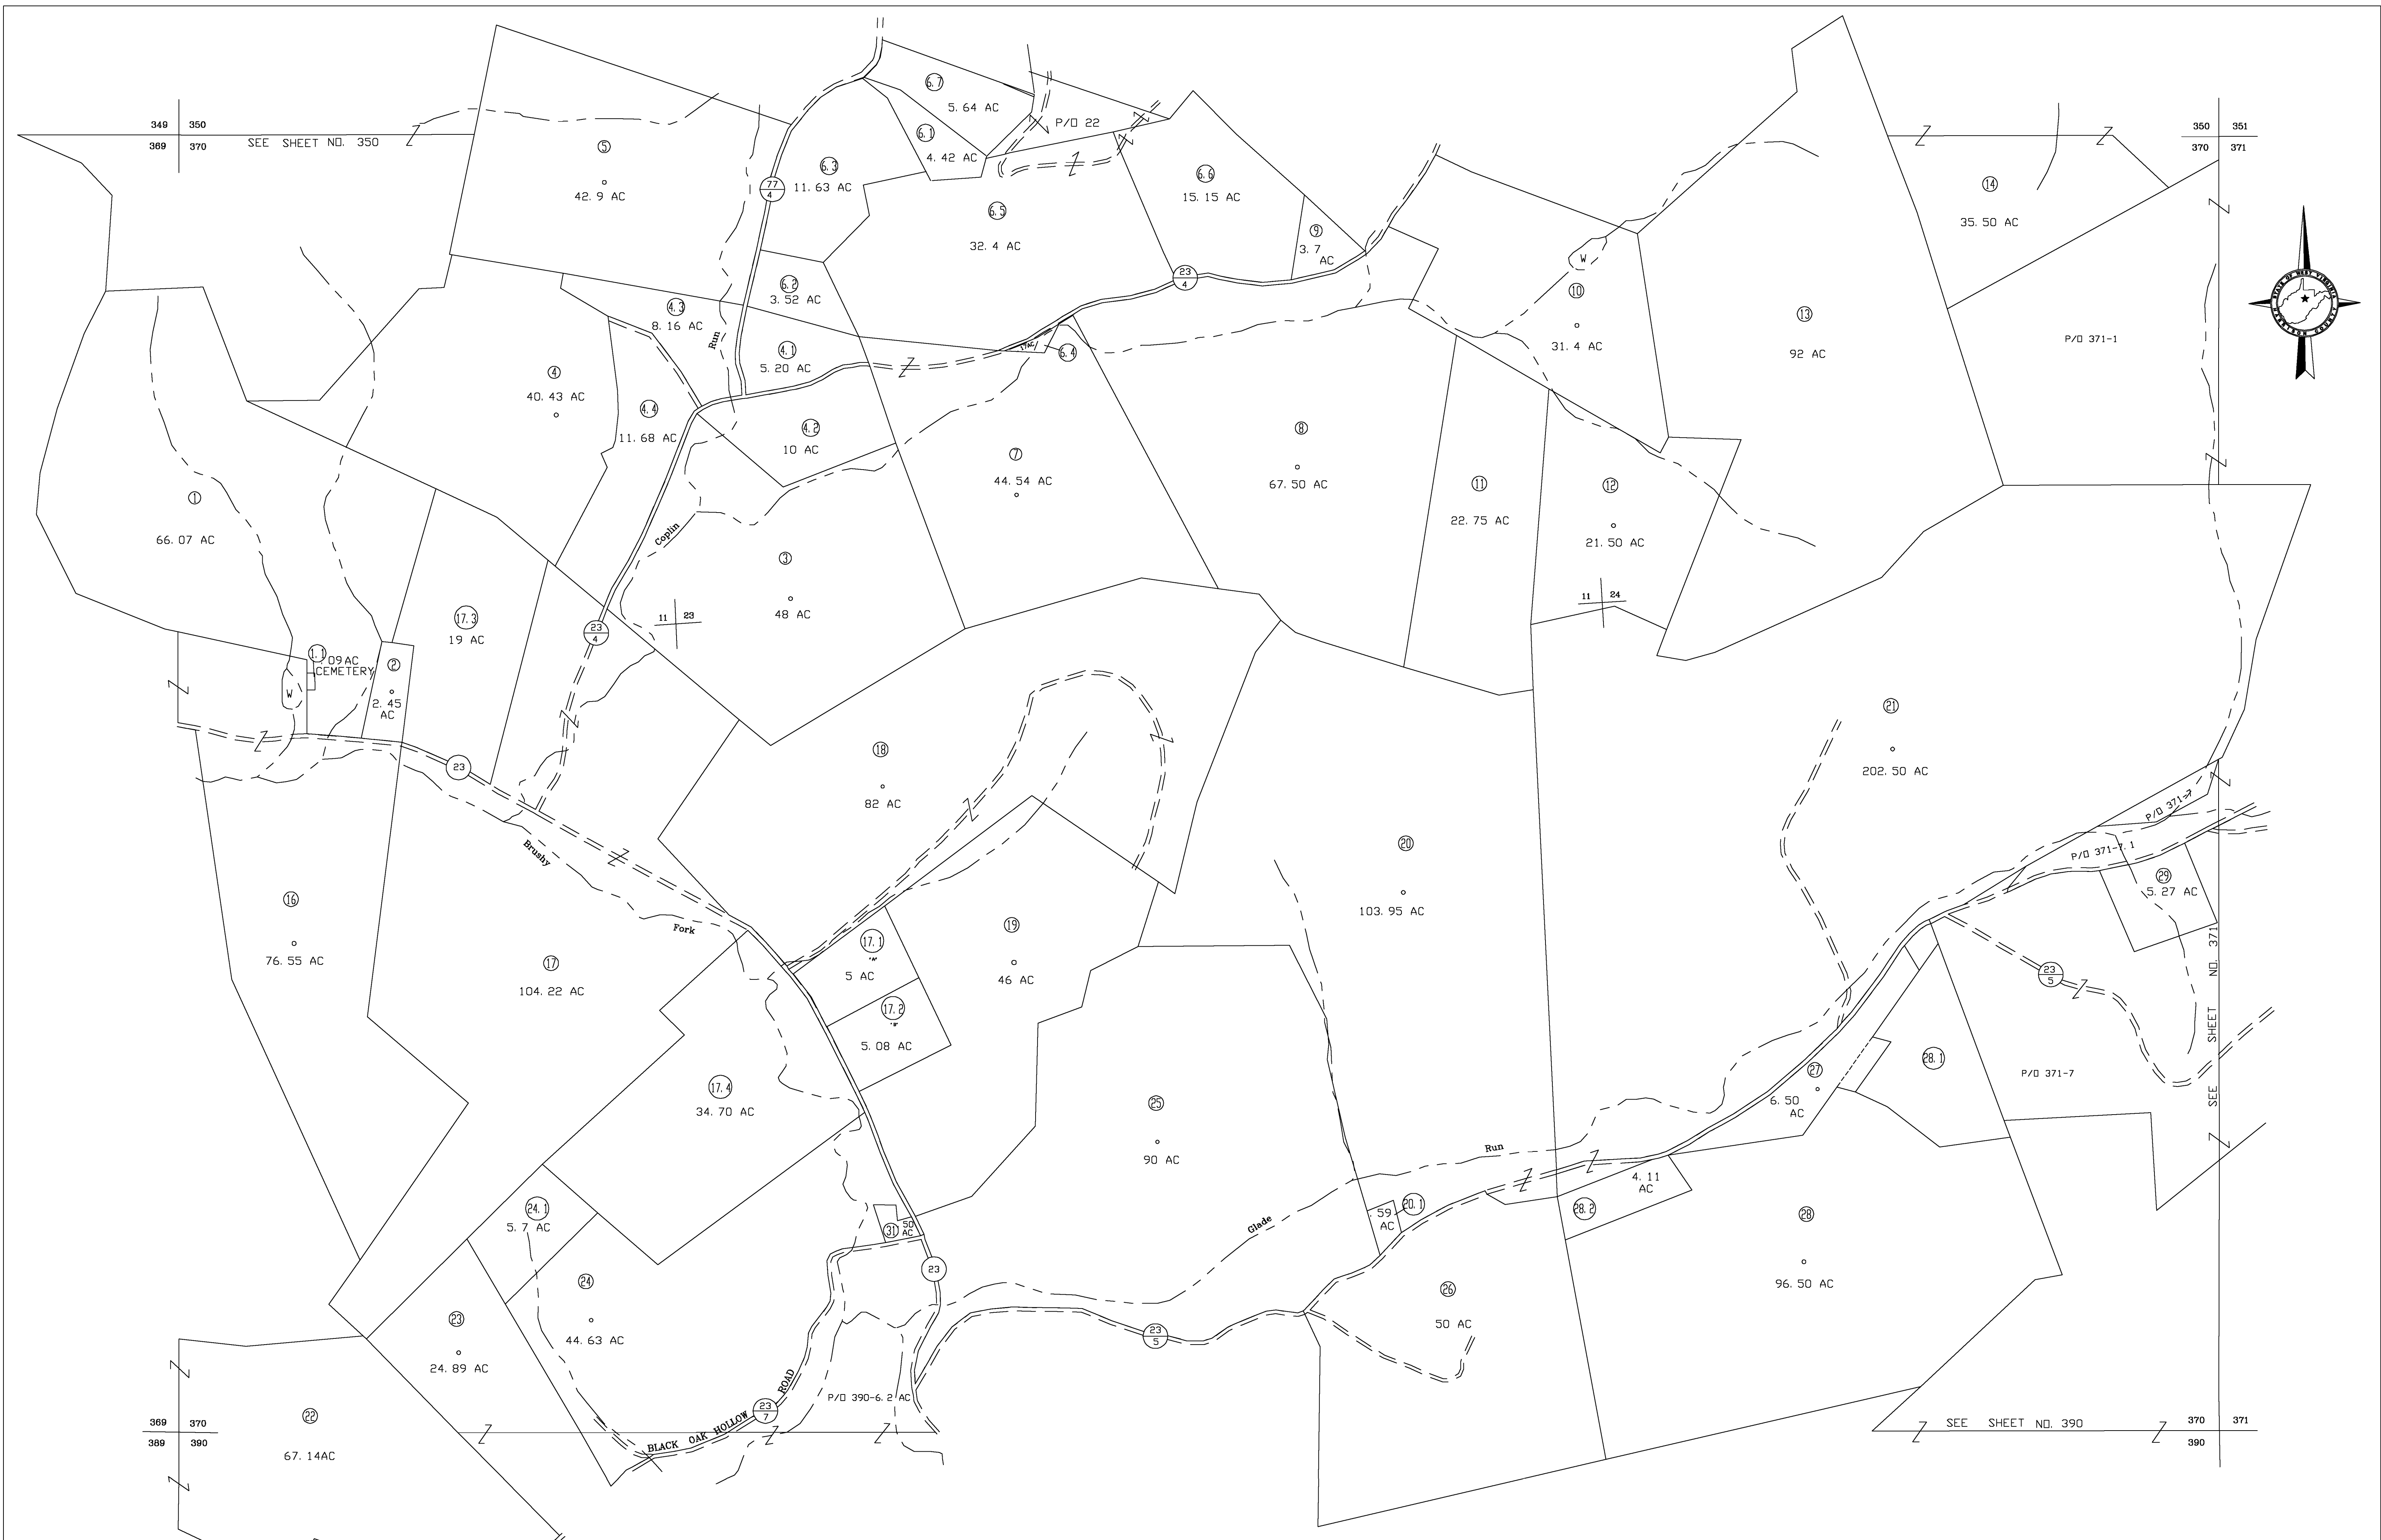 349 350
369 370
SEE SHEET NO. 350
350 351
370 371
6.7
5.64 AC
P/O 22
6.1
4.42 AC
5
42.9 AC
77
4
6.3
11.63 AC
6.5
32.4 AC
6.6
15.15 AC
9
3.7
AC
14
35.50 AC
STATE OF WEST VIRGINIA
HARRISON COUNTY
W
10
31.4 AC
13
92 AC
P/O 371-1
6.2
3.52 AC
23
4
4.3
8.16 AC
Run
4.1
5.20 AC
6.4
4
40.43 AC
4.4
11.68 AC
4.2
10 AC
7
44.54 AC
8
67.50 AC
11
22.75 AC
12
21.50 AC
1
66.07 AC
Coplin
3
48 AC
11 23
11 24
17.3
19 AC
23
4
1.1
.09 AC
CEMETERY
W
2
2.45
AC
23
18
82 AC
21
202.50 AC
P/O 371-7
P/O 371-7.1
29
5.27 AC
Brushy
Fork
20
103.95 AC
16
76.55 AC
17
104.22 AC
17.1
"A"
5 AC
17.2
"B"
5.08 AC
19
46 AC
23
5
SEE SHEET NO. 371
17.4
34.70 AC
25
90 AC
27
6.50
AC
28.1
P/O 371-7
Run
Glade
4.11
AC
28.2
20.1
.59
AC
28
96.50 AC
24.1
5.7 AC
31
.50
AC
23
24
44.63 AC
26
50 AC
23
24.89 AC
23
5
P/O 390-6.2 AC
BLACK OAK HOLLOW ROAD
23
7
22
67.14AC
369 370
389 390
SEE SHEET NO. 390
370 371
390